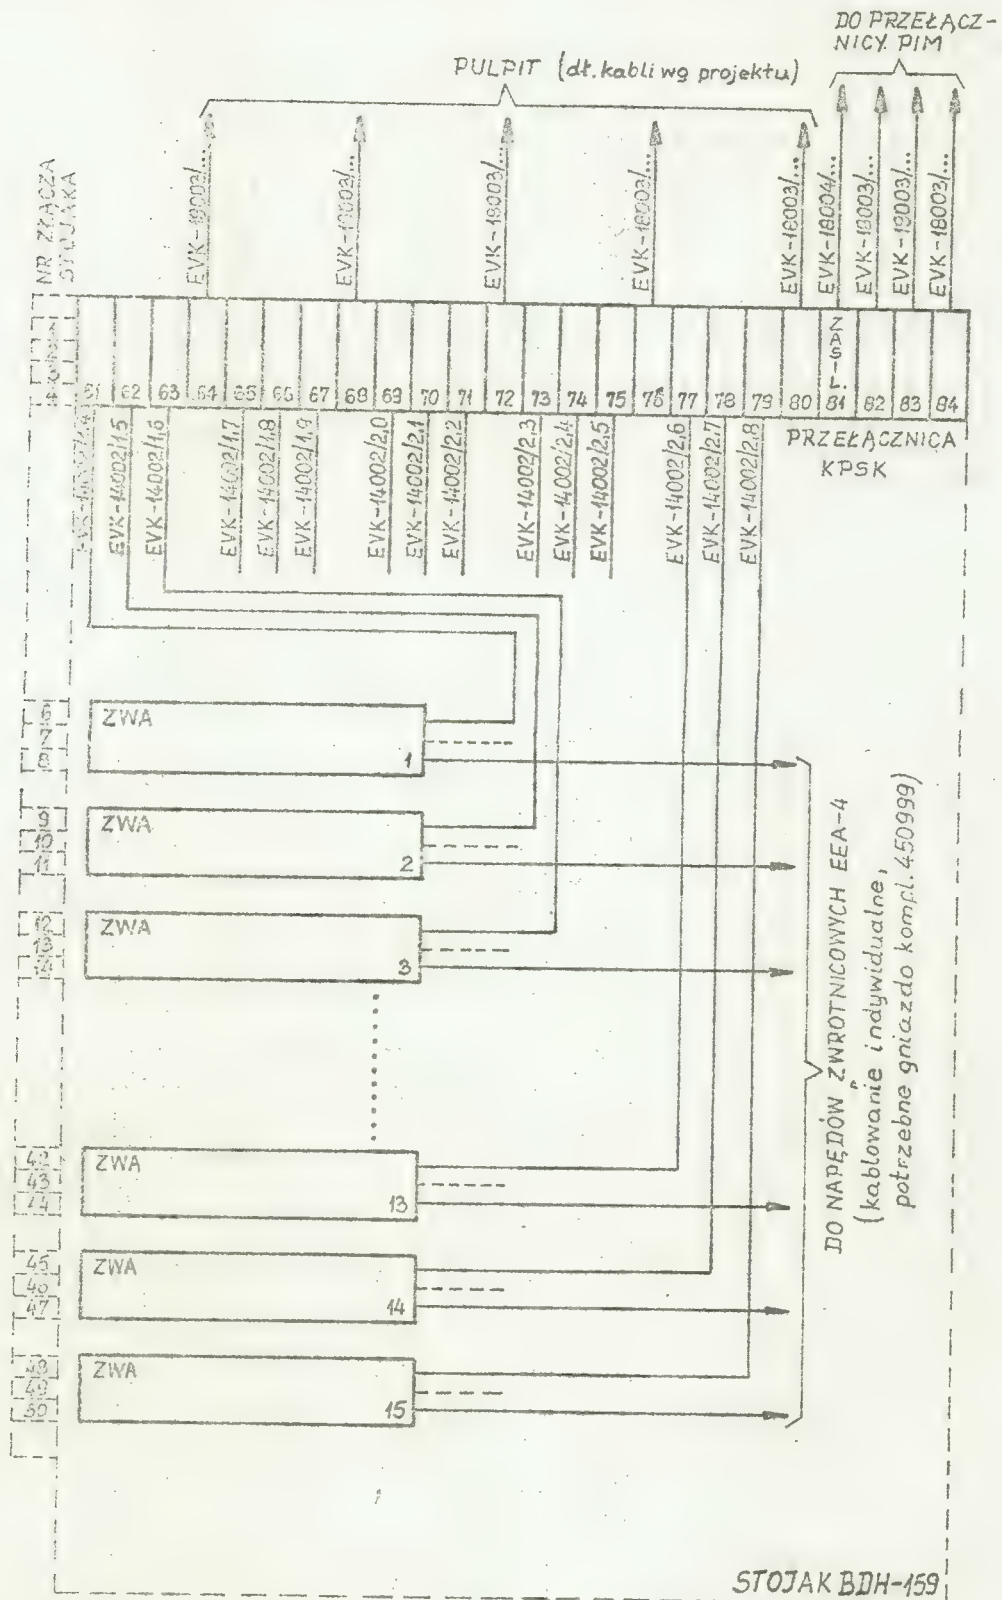 DO PRZEŁĄCZ-
NICY PIM
PULPIT (dł. kabli wg projektu)
NR ZŁĄCZA
STOJAKA
EVK-18003/...
EVK-18003/...
EVK-18003/...
EVK-18003/...
EVK-18003/...
EVK-18004/...
EVK-18003/...
EVK-18003/...
EVK-18003/...
ZASIL.
61 62 63 64 65 66 67 68 69 70 71 72 73 74 75 76 77 78 79 80 81 82 83 84
PRZEŁĄCZNICA
KPSK
EVK-14002/1,4
EVK-14002/1,5
EVK-14002/1,6
EVK-14002/1,7
EVK-14002/1,8
EVK-14002/1,9
EVK-14002/2,0
EVK-14002/2,1
EVK-14002/2,2
EVK-14002/2,3
EVK-14002/2,4
EVK-14002/2,5
EVK-14002/2,6
EVK-14002/2,7
EVK-14002/2,8
6
7
8
ZWA
1
9
10
11
ZWA
2
12
13
ZWA
3
42
43
44
ZWA
13
45
46
47
ZWA
14
48
49
50
ZWA
15
DO NAPĘDÓW ZWROTNICOWYCH EEA-4
(kablowanie indywidualne,
potrzebne gniazdo kompl. 450999)
STOJAK BDH-159